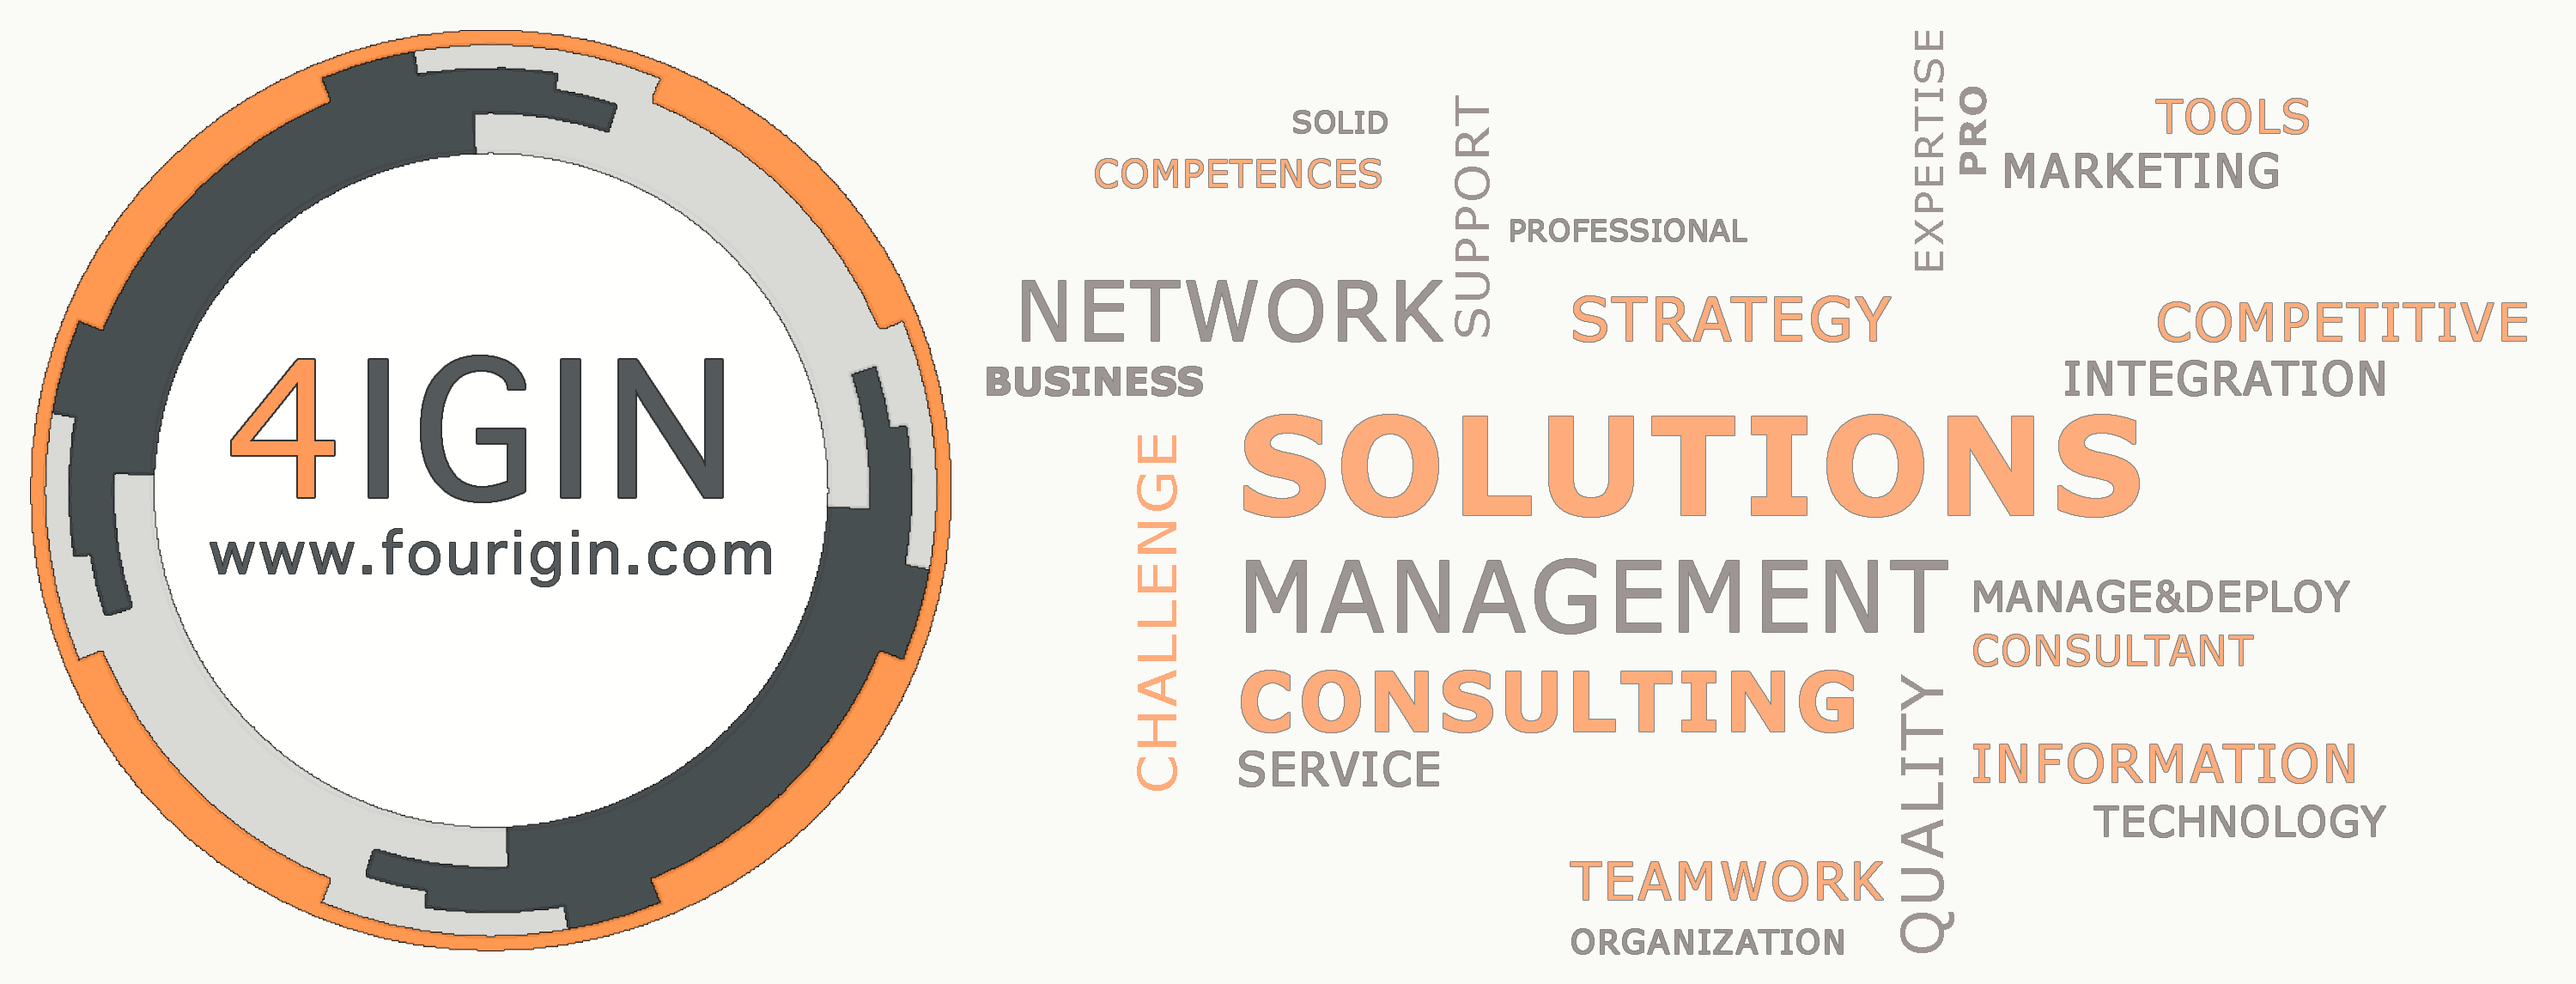 4IGIN
www.fourigin.com
SOLID
COMPETENCES
SUPPORT
PROFESSIONAL
EXPERTISE
PRO
TOOLS
MARKETING
NETWORK
STRATEGY
COMPETITIVE
BUSINESS
INTEGRATION
SOLUTIONS
CHALLENGE
MANAGEMENT
MANAGE&DEPLOY
CONSULTANT
CONSULTING
SERVICE
QUALITY
INFORMATION
TECHNOLOGY
TEAMWORK
ORGANIZATION